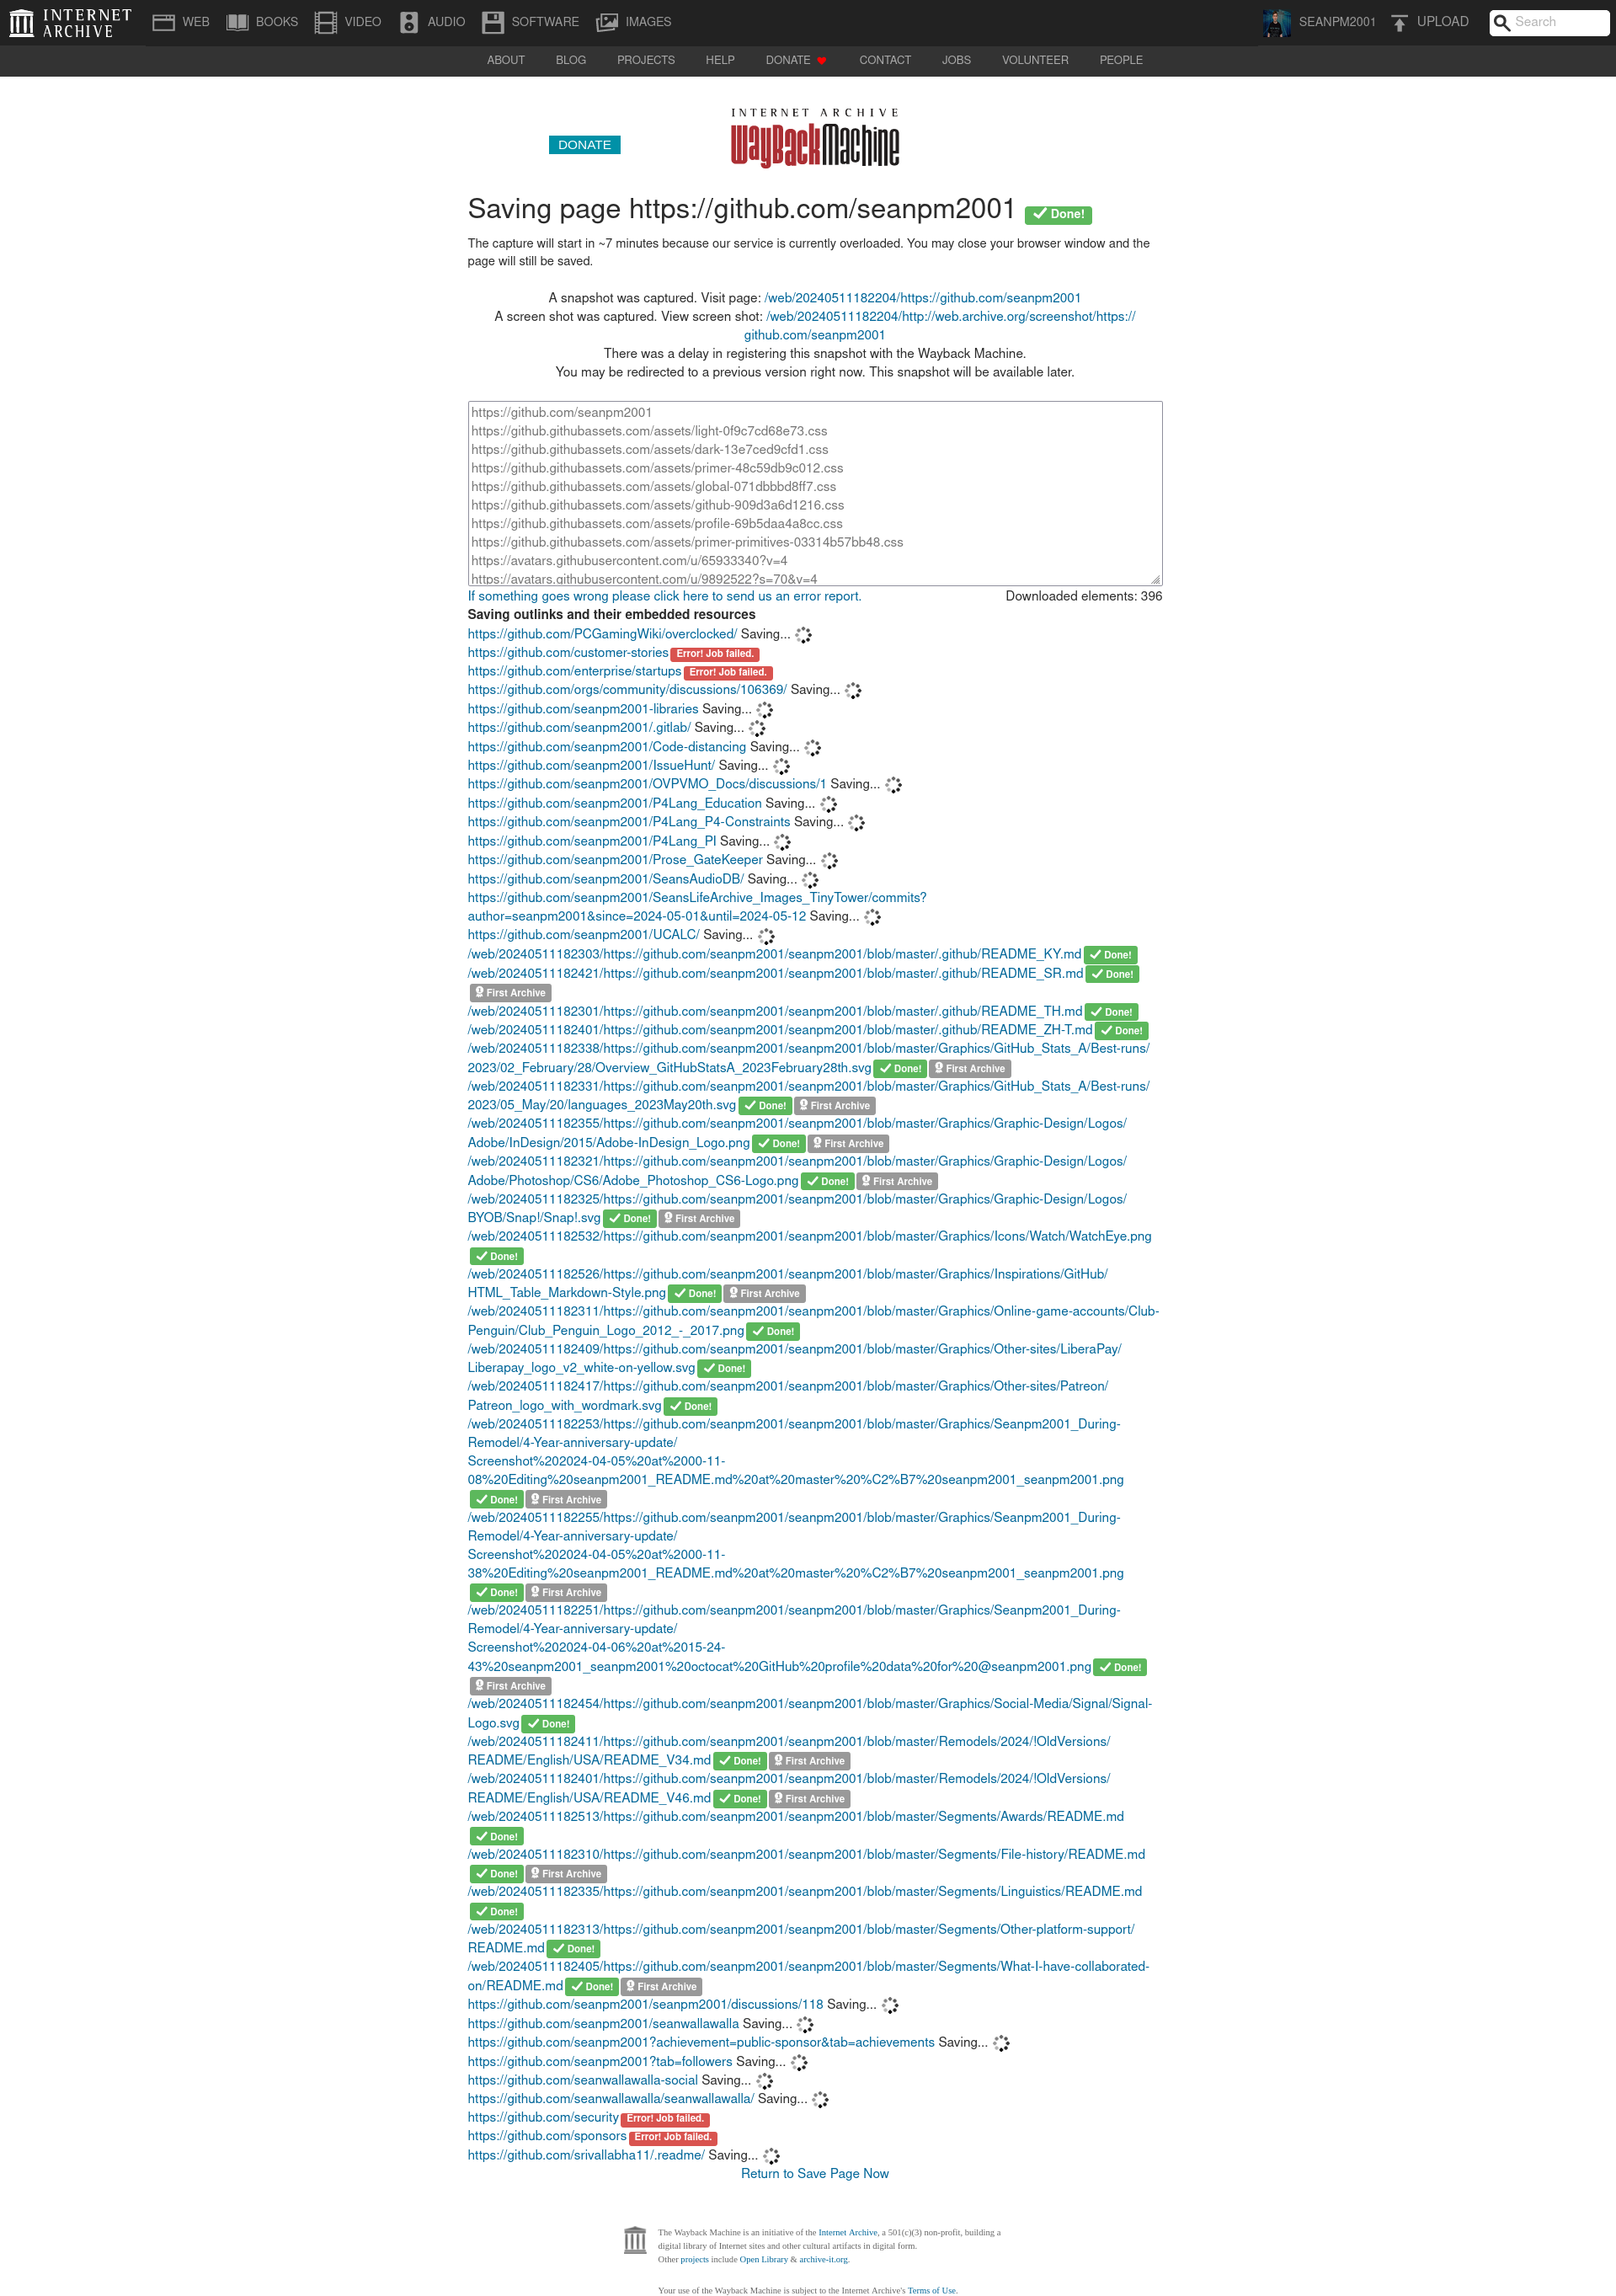 INTERNET ARCHIVE WEB BOOKS VIDEO AUDIO SOFTWARE IMAGES SEANPM2001 UPLOAD Search
ABOUT BLOG PROJECTS HELP DONATE CONTACT JOBS VOLUNTEER PEOPLE
INTERNET ARCHIVE
DONATE WayBackMachine
Saving page https://github.com/seanpm2001 Done!
The capture will start in ~7 minutes because our service is currently overloaded. You may close your browser window and the
page will still be saved.
A snapshot was captured. Visit page: /web/20240511182204/https://github.com/seanpm2001
A screen shot was captured. View screen shot: /web/20240511182204/http://web.archive.org/screenshot/https://
github.com/seanpm2001
There was a delay in registering this snapshot with the Wayback Machine.
You may be redirected to a previous version right now. This snapshot will be available later.
https://github.com/seanpm2001
https://github.githubassets.com/assets/light-0f9c7cd68e73.css
https://github.githubassets.com/assets/dark-13e7ced9cfd1.css
https://github.githubassets.com/assets/primer-48c59db9c012.css
https://github.githubassets.com/assets/global-071dbbbd8ff7.css
https://github.githubassets.com/assets/github-909d3a6d1216.css
https://github.githubassets.com/assets/profile-69b5daa4a8cc.css
https://github.githubassets.com/assets/primer-primitives-03314b57bb48.css
https://avatars.githubusercontent.com/u/65933340?v=4
https://avatars.githubusercontent.com/u/9892522?s=70&v=4
If something goes wrong please click here to send us an error report. Downloaded elements: 396
Saving outlinks and their embedded resources
https://github.com/PCGamingWiki/overclocked/ Saving...
https://github.com/customer-stories Error! Job failed.
https://github.com/enterprise/startups Error! Job failed.
https://github.com/orgs/community/discussions/106369/ Saving...
https://github.com/seanpm2001-libraries Saving...
https://github.com/seanpm2001/.gitlab/ Saving...
https://github.com/seanpm2001/Code-distancing Saving...
https://github.com/seanpm2001/IssueHunt/ Saving...
https://github.com/seanpm2001/OVPVMO_Docs/discussions/1 Saving...
https://github.com/seanpm2001/P4Lang_Education Saving...
https://github.com/seanpm2001/P4Lang_P4-Constraints Saving...
https://github.com/seanpm2001/P4Lang_PI Saving...
https://github.com/seanpm2001/Prose_GateKeeper Saving...
https://github.com/seanpm2001/SeansAudioDB/ Saving...
https://github.com/seanpm2001/SeansLifeArchive_Images_TinyTower/commits?
author=seanpm2001&since=2024-05-01&until=2024-05-12 Saving...
https://github.com/seanpm2001/UCALC/ Saving...
/web/20240511182303/https://github.com/seanpm2001/seanpm2001/blob/master/.github/README_KY.md Done!
/web/20240511182421/https://github.com/seanpm2001/seanpm2001/blob/master/.github/README_SR.md Done!
First Archive
/web/20240511182301/https://github.com/seanpm2001/seanpm2001/blob/master/.github/README_TH.md Done!
/web/20240511182401/https://github.com/seanpm2001/seanpm2001/blob/master/.github/README_ZH-T.md Done!
/web/20240511182338/https://github.com/seanpm2001/seanpm2001/blob/master/Graphics/GitHub_Stats_A/Best-runs/
2023/02_February/28/Overview_GitHubStatsA_2023February28th.svg Done! First Archive
/web/20240511182331/https://github.com/seanpm2001/seanpm2001/blob/master/Graphics/GitHub_Stats_A/Best-runs/
2023/05_May/20/languages_2023May20th.svg Done! First Archive
/web/20240511182355/https://github.com/seanpm2001/seanpm2001/blob/master/Graphics/Graphic-Design/Logos/
Adobe/InDesign/2015/Adobe-InDesign_Logo.png Done! First Archive
/web/20240511182321/https://github.com/seanpm2001/seanpm2001/blob/master/Graphics/Graphic-Design/Logos/
Adobe/Photoshop/CS6/Adobe_Photoshop_CS6-Logo.png Done! First Archive
/web/20240511182325/https://github.com/seanpm2001/seanpm2001/blob/master/Graphics/Graphic-Design/Logos/
BYOB/Snap!/Snap!.svg Done! First Archive
/web/20240511182532/https://github.com/seanpm2001/seanpm2001/blob/master/Graphics/Icons/Watch/WatchEye.png
Done!
/web/20240511182526/https://github.com/seanpm2001/seanpm2001/blob/master/Graphics/Inspirations/GitHub/
HTML_Table_Markdown-Style.png Done! First Archive
/web/20240511182311/https://github.com/seanpm2001/seanpm2001/blob/master/Graphics/Online-game-accounts/Club-
Penguin/Club_Penguin_Logo_2012_-_2017.png Done!
/web/20240511182409/https://github.com/seanpm2001/seanpm2001/blob/master/Graphics/Other-sites/LiberaPay/
Liberapay_logo_v2_white-on-yellow.svg Done!
/web/20240511182417/https://github.com/seanpm2001/seanpm2001/blob/master/Graphics/Other-sites/Patreon/
Patreon_logo_with_wordmark.svg Done!
/web/20240511182253/https://github.com/seanpm2001/seanpm2001/blob/master/Graphics/Seanpm2001_During-
Remodel/4-Year-anniversary-update/
Screenshot%202024-04-05%20at%2000-11-
08%20Editing%20seanpm2001_README.md%20at%20master%20%C2%B7%20seanpm2001_seanpm2001.png
Done! First Archive
/web/20240511182255/https://github.com/seanpm2001/seanpm2001/blob/master/Graphics/Seanpm2001_During-
Remodel/4-Year-anniversary-update/
Screenshot%202024-04-05%20at%2000-11-
38%20Editing%20seanpm2001_README.md%20at%20master%20%C2%B7%20seanpm2001_seanpm2001.png
Done! First Archive
/web/20240511182251/https://github.com/seanpm2001/seanpm2001/blob/master/Graphics/Seanpm2001_During-
Remodel/4-Year-anniversary-update/
Screenshot%202024-04-06%20at%2015-24-
43%20seanpm2001_seanpm2001%20octocat%20GitHub%20profile%20data%20for%20@seanpm2001.png Done!
First Archive
/web/20240511182454/https://github.com/seanpm2001/seanpm2001/blob/master/Graphics/Social-Media/Signal/Signal-
Logo.svg Done!
/web/20240511182411/https://github.com/seanpm2001/seanpm2001/blob/master/Remodels/2024/!OldVersions/
README/English/USA/README_V34.md Done! First Archive
/web/20240511182401/https://github.com/seanpm2001/seanpm2001/blob/master/Remodels/2024/!OldVersions/
README/English/USA/README_V46.md Done! First Archive
/web/20240511182513/https://github.com/seanpm2001/seanpm2001/blob/master/Segments/Awards/README.md
Done!
/web/20240511182310/https://github.com/seanpm2001/seanpm2001/blob/master/Segments/File-history/README.md
Done! First Archive
/web/20240511182335/https://github.com/seanpm2001/seanpm2001/blob/master/Segments/Linguistics/README.md
Done!
/web/20240511182313/https://github.com/seanpm2001/seanpm2001/blob/master/Segments/Other-platform-support/
README.md Done!
/web/20240511182405/https://github.com/seanpm2001/seanpm2001/blob/master/Segments/What-I-have-collaborated-
on/README.md Done! First Archive
https://github.com/seanpm2001/seanpm2001/discussions/118 Saving...
https://github.com/seanpm2001/seanwallawalla Saving...
https://github.com/seanpm2001?achievement=public-sponsor&tab=achievements Saving...
https://github.com/seanpm2001?tab=followers Saving...
https://github.com/seanwallawalla-social Saving...
https://github.com/seanwallawalla/seanwallawalla/ Saving...
https://github.com/security Error! Job failed.
https://github.com/sponsors Error! Job failed.
https://github.com/srivallabha11/.readme/ Saving...
Return to Save Page Now
The Wayback Machine is an initiative of the Internet Archive, a 501(c)(3) non-profit, building a
digital library of Internet sites and other cultural artifacts in digital form.
Other projects include Open Library & archive-it.org.
Your use of the Wayback Machine is subject to the Internet Archive's Terms of Use.